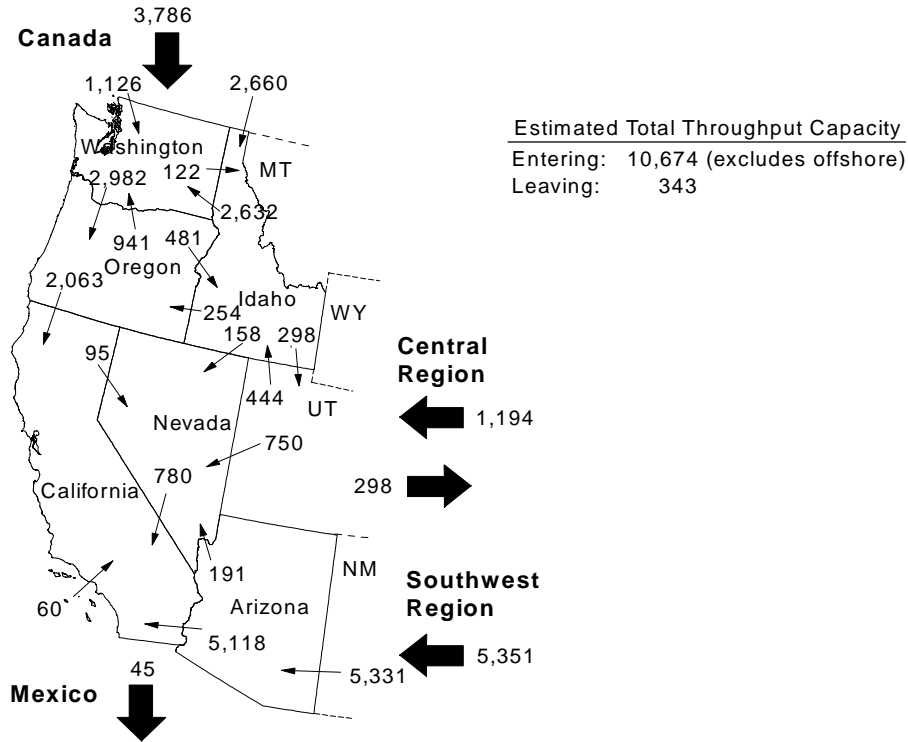 3,786
Canada
1,126
2,660
Washington
122
MT
2,982
2,632
941
481
Oregon
2,063
Idaho
254
WY
158
298
95
444
UT
Nevada
750
780
California
191
NM
Arizona
60
5,118
5,331
45
Mexico
Estimated Total Throughput Capacity
Entering: 10,674 (excludes offshore)
Leaving: 343
Central
Region
1,194
298
Southwest
Region
5,351